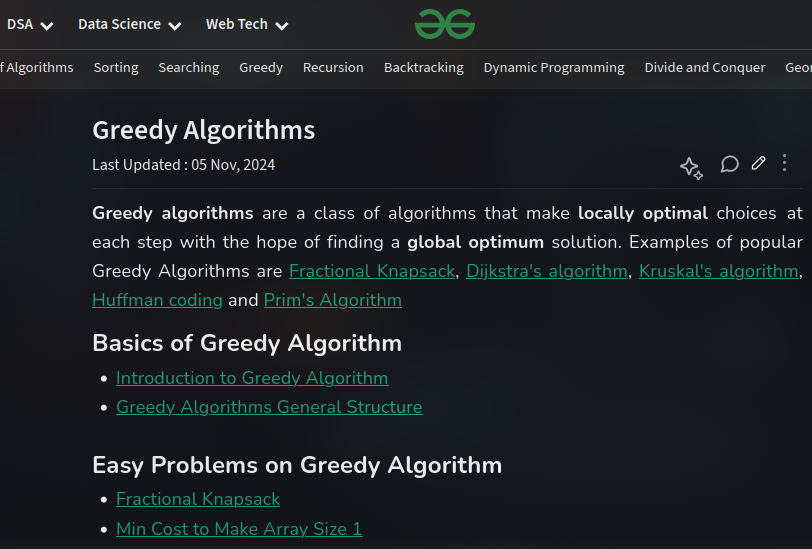 DSA Data Science Web Tech
f Algorithms Sorting Searching Greedy Recursion Backtracking Dynamic Programming Divide and Conquer Geo
Greedy Algorithms
Last Updated : 05 Nov, 2024
Greedy algorithms are a class of algorithms that make locally optimal choices at
each step with the hope of finding a global optimum solution. Examples of popular
Greedy Algorithms are Fractional Knapsack, Dijkstra's algorithm, Kruskal's algorithm,
Huffman coding and Prim's Algorithm
Basics of Greedy Algorithm
• Introduction to Greedy Algorithm
• Greedy Algorithms General Structure
Easy Problems on Greedy Algorithm
• Fractional Knapsack
• Min Cost to Make Array Size 1